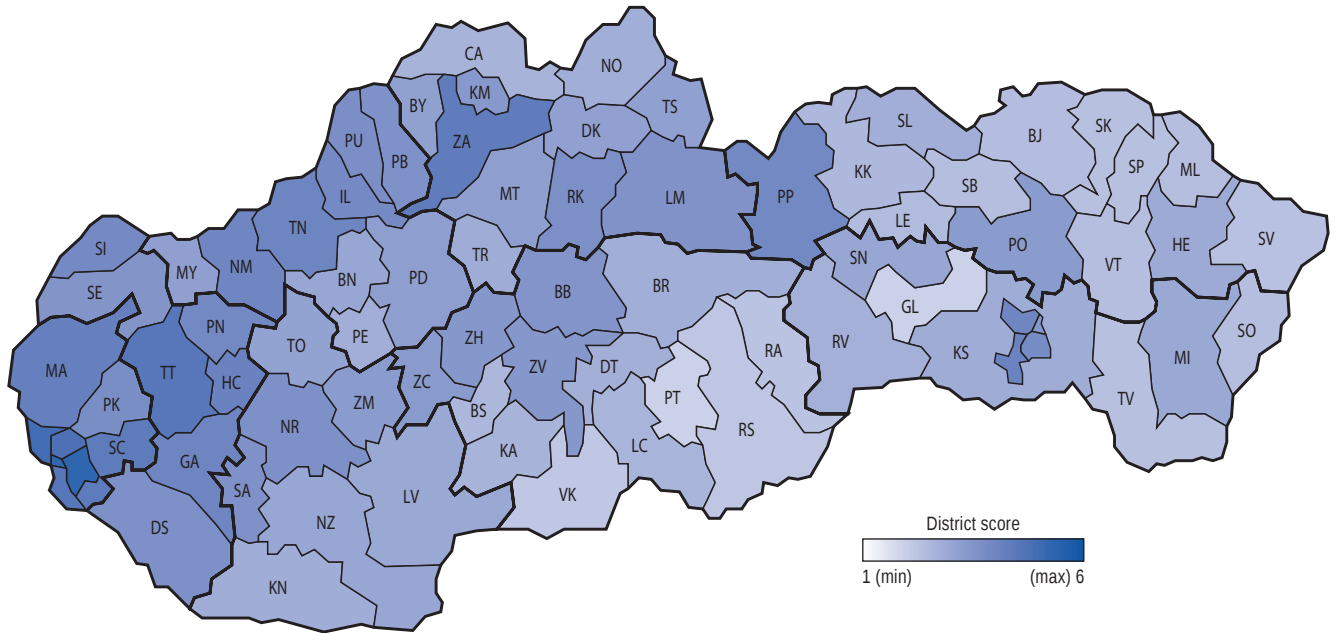 CA
NO
KM
BY
TS
SL
PU
DK
BJ
SK
ZA
PB
SP
KK
ML
SB
MT
RK
LM
PP
IL
LE
TN
SV
HE
PO
SI
TR
SN
VT
MY
NM
BN
PD
BR
BB
SE
GL
PN
PE
ZH
SO
TO
RV
RA
KS
MI
MA
TT
ZV
DT
HC
ZC
PT
TV
PK
ZM
BS
NR
RS
SC
LC
KA
GA
SA
LV
VK
NZ
DS
District score
1 (min)
(max) 6
KN